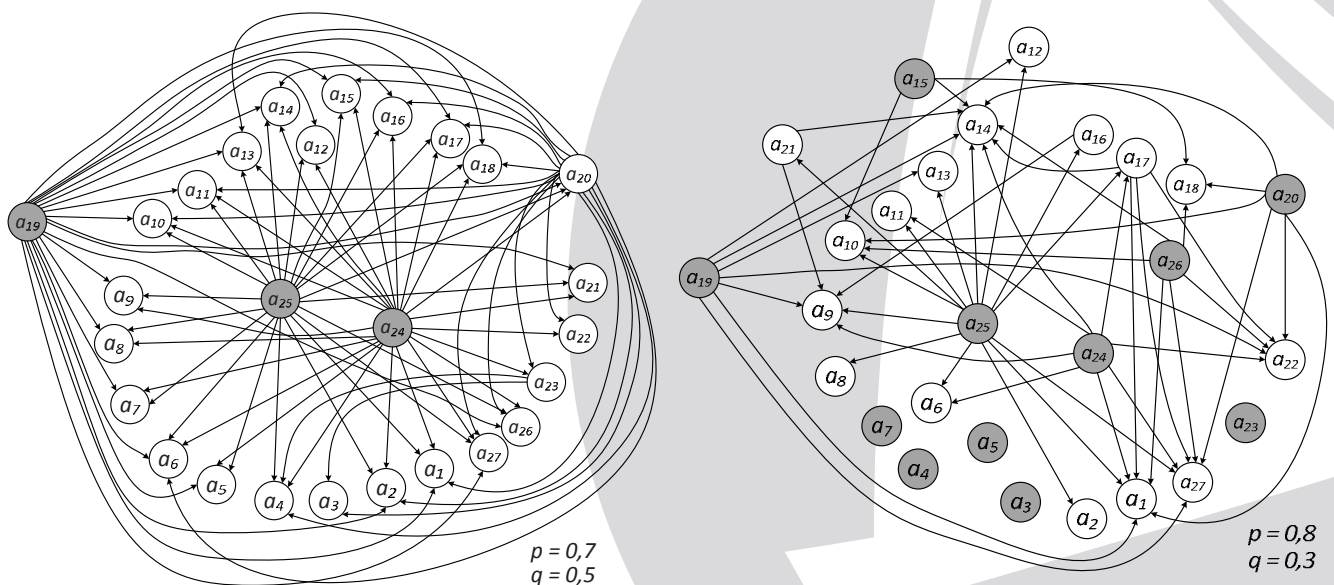 a12
a15
a14
a15
a16
a14
a13
a12
a17
a18
a20
a11
a10
a19
a9
a8
a7
a6
a5
a4
a3
a2
a1
a27
a26
a23
a22
a21
a25
a24
p = 0,7
q = 0,5
a21
a16
a17
a13
a18
a20
a11
a10
a26
a19
a9
a25
a24
a22
a8
a6
a7
a5
a23
a4
a3
a2
a1
a27
p = 0,8
q = 0,3